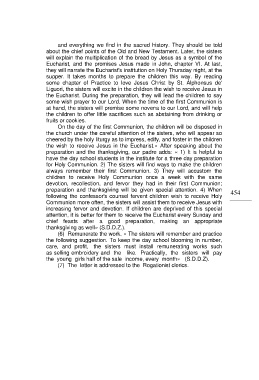 and everything we find in the sacred history. They should be told
about the chief points of the Old and New Testament. Later, the sisters
will explain the multiplication of the bread by Jesus as a symbol of the
Eucharist, and the promises Jesus made in John, chapter VI. At last,
they will narrate the Eucharist's institution on Holy Thursday night, at the
supper. It takes months to prepare the children this way. By reading
some chapter of Practice to love Jesus Christ by St. Alphonsus de'
Liguori, the sisters will excite in the children the wish to receive Jesus in
the Eucharist. During the preparation, they will lead the children to say
some wish prayer to our Lord. When the time of the first Communion is
at hand, the sisters will promise some novena to our Lord, and will help
the children to offer little sacrifices such as abstaining from drinking or
fruits or cookies.
On the day of the first Communion, the children will be disposed in
the church under the careful attention of the sisters, who will appear so
cheered by the holy liturgy as to impress, edify, and foster in the children
the wish to receive Jesus in the Eucharist.» After speaking about the
preparation and the thanksgiving, our padre adds: « 1) It is helpful to
have the day school students in the institute for a three day preparation
for Holy Communion. 2) The sisters will find ways to make the children
always remember their first Communion. 3) They will accustom the
children to receive Holy Communion once a week with the same
devotion, recollection, and fervor they had in their first Communion;
preparation and thanksgiving will be given special attention. 4) When
following the confessor's counsel fervent children wish to receive Holy
Communion more often, the sisters will assist them to receive Jesus with
increasing fervor and devotion. If children are deprived of this special
attention, it is better for them to receive the Eucharist every Sunday and
chief feasts after a good preparation, making an appropriate
thanksgiving as well» (S.D.D.Z.).
(6) Remunerate the work. « The sisters will remember and practice
the following suggestion. To keep the day school blooming in number,
care, and profit, the sisters must install remunerating works such
as selling embroidery and the like. Practically, the sisters will pay
the young girls half of the sale income, every month» (S.D.D.Z).
(7) The letter is addressed to the Rogationist clerics.
454